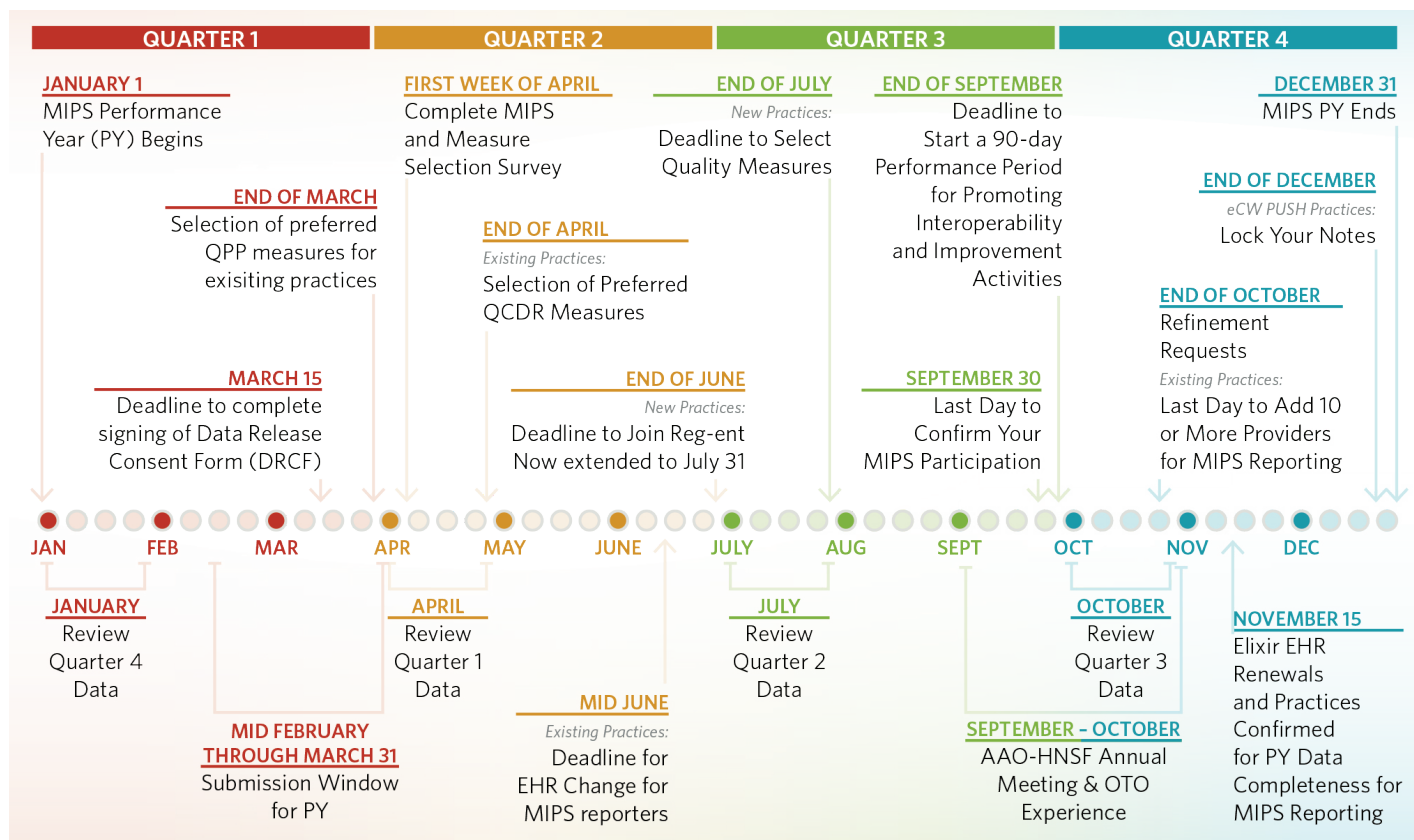 QUARTER 1
QUARTER 2
QUARTER 3
QUARTER 4
JANUARY 1
MIPS Performance
Year (PY) Begins
END OF MARCH
Selection of preferred
QPP measures for
exisiting practices
MARCH 15
Deadline to complete
signing of Data Release
Consent Form (DRCF)
FIRST WEEK OF APRIL
Complete MIPS
and Measure
Selection Survey
END OF APRIL
Existing Practices:
Selection of Preferred
QCDR Measures
END OF JUNE
New Practices:
Deadline to Join Reg-ent
Now extended to July 31
END OF JULY
New Practices:
Deadline to Select
Quality Measures
END OF SEPTEMBER
Deadline to
Start a 90-day
Performance Period
for Promoting
Interoperability
and Improvement
Activities
SEPTEMBER 30
Last Day to
Confirm Your
MIPS Participation
DECEMBER 31
MIPS PY Ends
END OF DECEMBER
eCW PUSH Practices:
Lock Your Notes
END OF OCTOBER
Refinement
Requests
Existing Practices:
Last Day to Add 10
or More Providers
for MIPS Reporting
JAN
FEB
MAR
APR
MAY
JUNE
JULY
AUG
SEPT
OCT
NOV
DEC
JANUARY
Review
Quarter 4
Data
MID FEBRUARY
THROUGH MARCH 31
Submission Window
for PY
APRIL
Review
Quarter 1
Data
MID JUNE
Existing Practices:
Deadline for
EHR Change for
MIPS reporters
JULY
Review
Quarter 2
Data
SEPTEMBER – OCTOBER
AAO-HNSF Annual
Meeting & OTO
Experience
OCTOBER
Review
Quarter 3
Data
NOVEMBER 15
Elixir EHR
Renewals
and Practices
Confirmed
for PY Data
Completeness for
MIPS Reporting